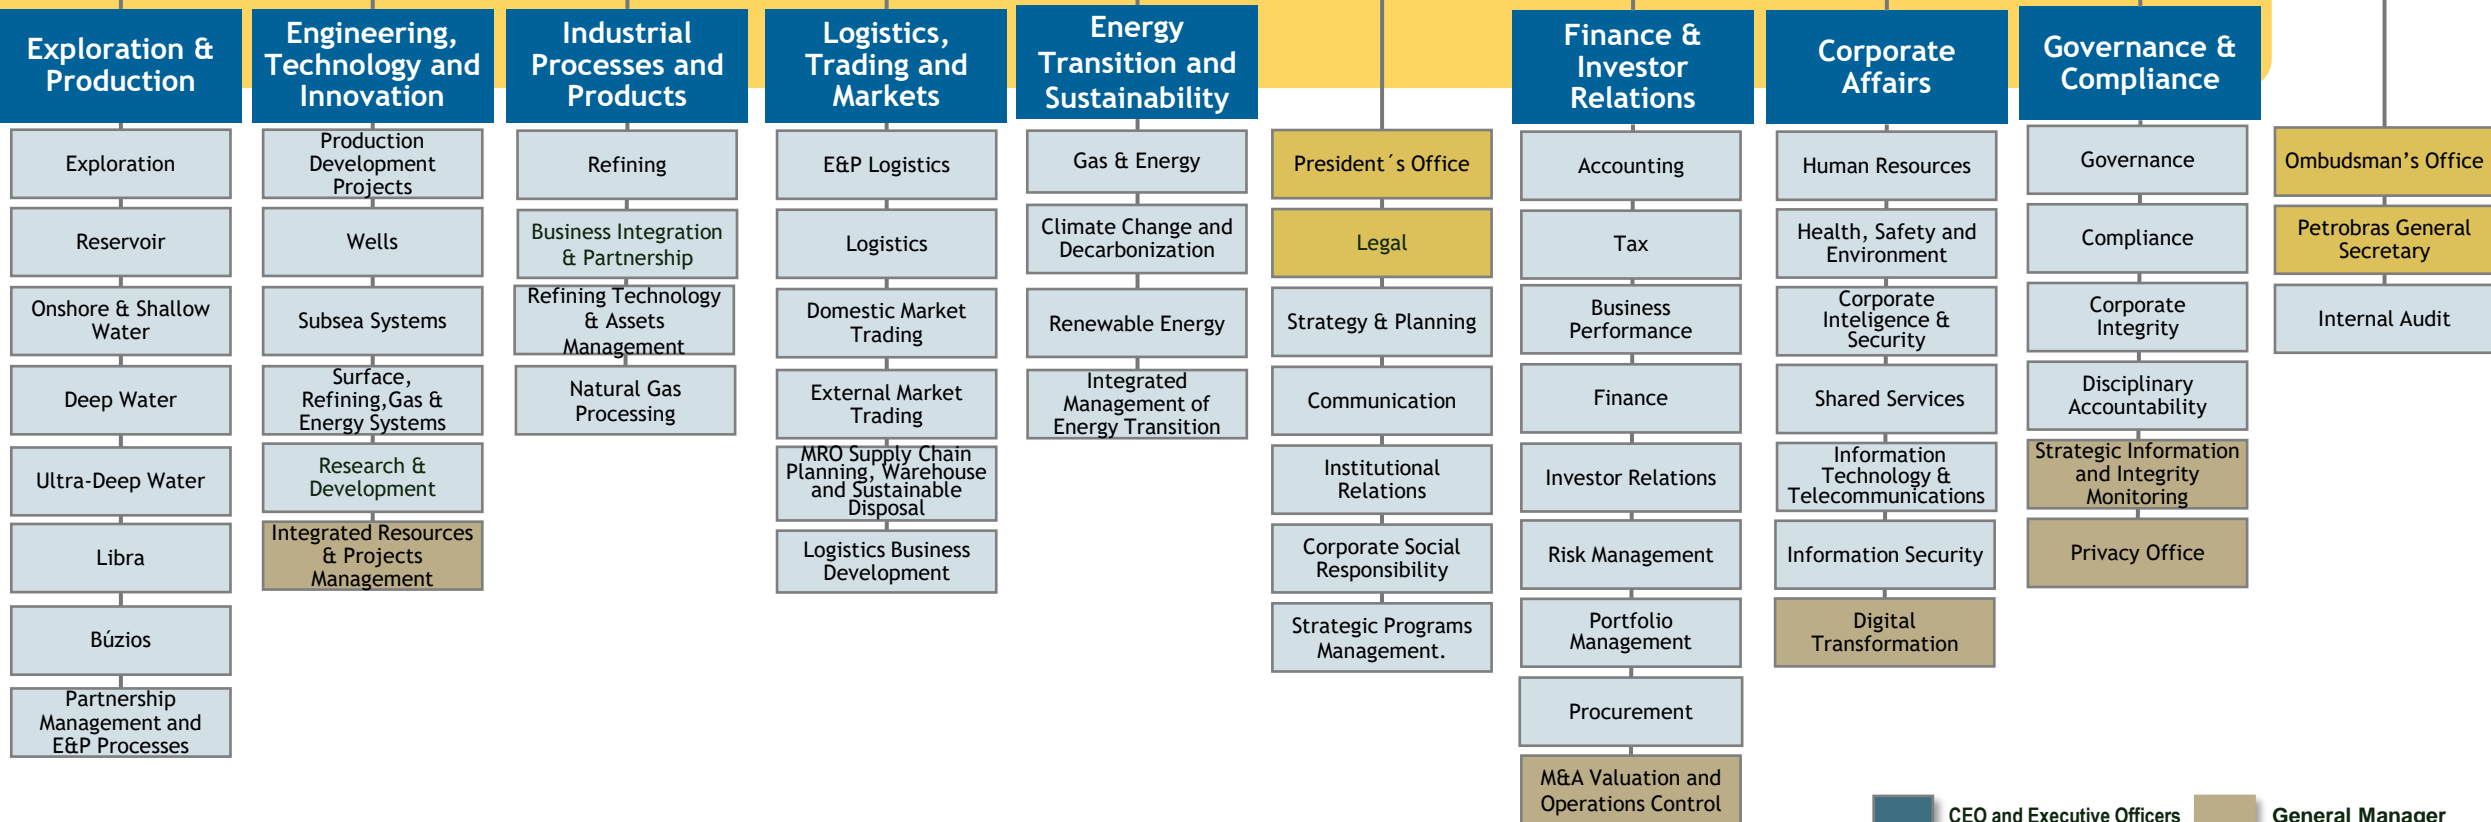 Exploration &
Production
Exploration
Reservoir
Onshore & Shallow
Water
Deep Water
Ultra-Deep Water
Libra
Búzios
Partnership
Management and
E&P Processes
Engineering,
Technology and
Innovation
Production
Development
Projects
Wells
Subsea Systems
Surface,
Refining,Gas &
Energy Systems
Research &
Development
Integrated Resources
& Projects
Management
Industrial
Processes and
Products
Refining
Business Integration
& Partnership
Refining Technology
& Assets
Management
Natural Gas
Processing
Logistics,
Trading and
Markets
E&P Logistics
Logistics
Domestic Market
Trading
External Market
Trading
MRO Supply Chain
Planning, Warehouse
and Sustainable
Disposal
Logistics Business
Development
Energy
Transition and
Sustainability
Gas & Energy
Climate Change and
Decarbonization
Renewable Energy
Integrated
Management of
Energy Transition
President´s Office
Legal
Strategy & Planning
Communication
Institutional
Relations
Corporate Social
Responsibility
Strategic Programs
Management.
Finance &
Investor
Relations
Accounting
Tax
Business
Performance
Finance
Investor Relations
Risk Management
Portfolio
Management
Procurement
M&A Valuation and
Operations Control
Corporate
Affairs
Human Resources
Health, Safety and
Environment
Corporate
Inteligence &
Security
Shared Services
Information
Technology &
Telecommunications
Information Security
Digital
Transformation
Governance &
Compliance
Governance
Compliance
Corporate
Integrity
Disciplinary
Accountability
Strategic Information
and Integrity
Monitoring
Privacy Office
Ombudsman’s Office
Petrobras General
Secretary
Internal Audit
CEO and Executive Officers
General Manager